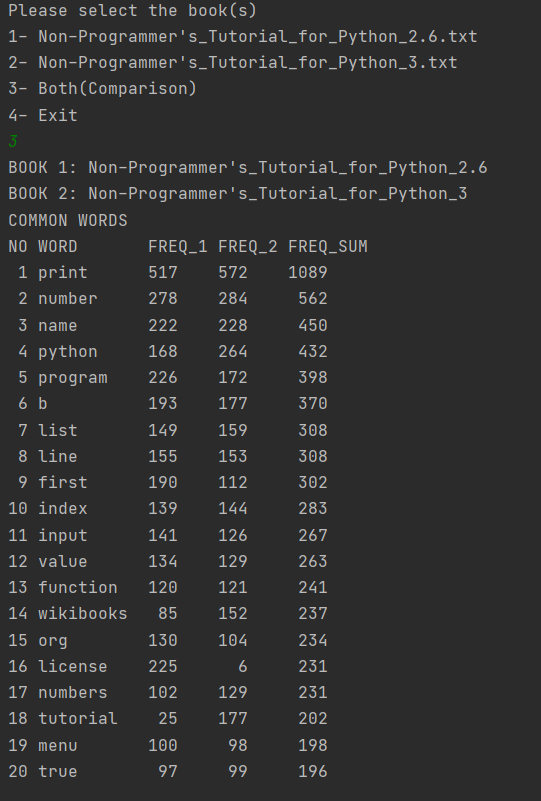 Please select the book(s)
1- Non-Programmer's_Tutorial_for_Python_2.6.txt
2- Non-Programmer's_Tutorial_for_Python_3.txt
3- Both(Comparison)
4- Exit
3
BOOK 1: Non-Programmer's_Tutorial_for_Python_2.6
BOOK 2: Non-Programmer's_Tutorial_for_Python_3
COMMON WORDS
NO WORD       FREQ_1 FREQ_2 FREQ_SUM
 1 print      517    572    1089
 2 number     278    284     562
 3 name       222    228     450
 4 python     168    264     432
 5 program    226    172     398
 6 b          193    177     370
 7 list       149    159     308
 8 line       155    153     308
 9 first      190    112     302
10 index      139    144     283
11 input      141    126     267
12 value      134    129     263
13 function   120    121     241
14 wikibooks   85    152     237
15 org        130    104     234
16 license    225      6     231
17 numbers    102    129     231
18 tutorial    25    177     202
19 menu       100     98     198
20 true        97     99     196